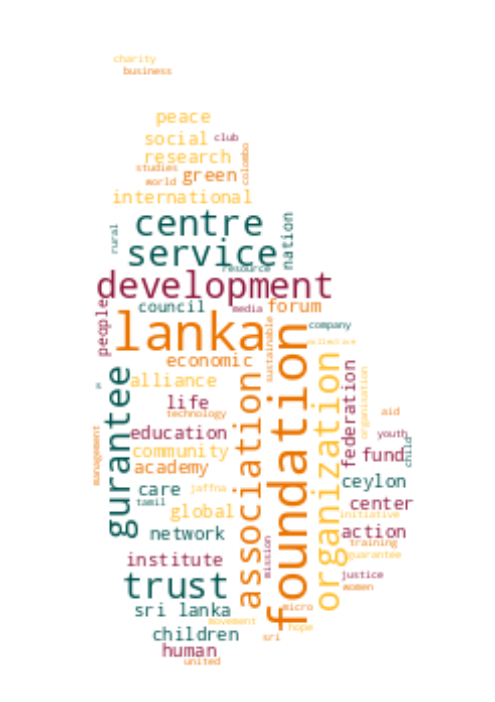 charity
business
peace
social club
research
colombo
studies
world green
international
centre
rural
nation
service
resource
development
people
council media forum
lanka
company
collective
sustainable
economic
foundation
gurantee
alliance
association
organization
federation
organisation
life
technology
aid
education
youth
community
fund
child
management
academy
care jaffna
ceylon
tamil
center
global
initiative
network
action
mission
training
guarantee
institute
justice
trust
women
sri lanka
micro
movement
hope
children
sri
human
united